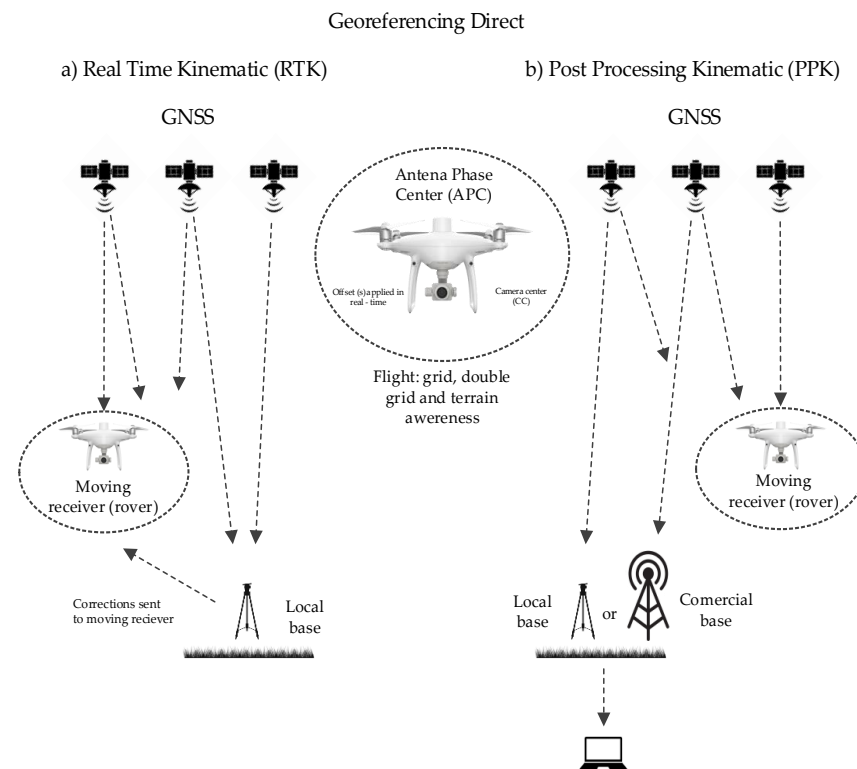 Georeferencing Direct
a) Real Time Kinematic (RTK)
b) Post Processing Kinematic (PPK)
GNSS
GNSS
Antena Phase
Center (APC)
Offset (s) applied in
real - time
Camera center
(CC)
Flight: grid, double
grid and terrain
awereness
Moving
receiver (rover)
Moving
receiver (rover)
Corrections sent
to moving reciever
Local
base
Local
base
or
Comercial
base